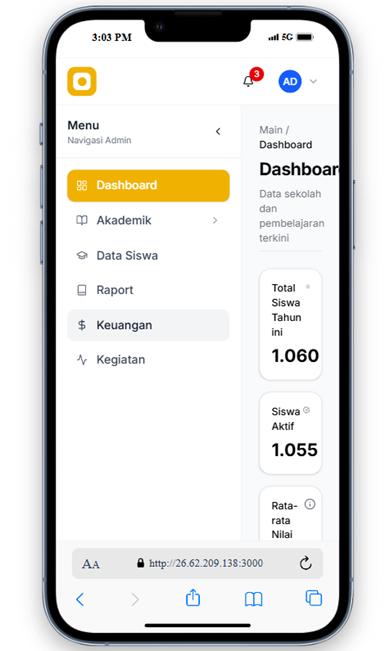 3:03 PM
5G
3
AD
Menu
Navigasi Admin
Dashboard
Akademik
Data Siswa
Raport
Keuangan
Kegiatan
Main /
Dashboard
Dashboar
Data sekolah
dan
pembelajaran
terkini
Total
Siswa
Tahun
ini
1.060
Siswa
Aktif
1.055
Rata-
rata
Nilai
AA
http://26.62.209.138:3000